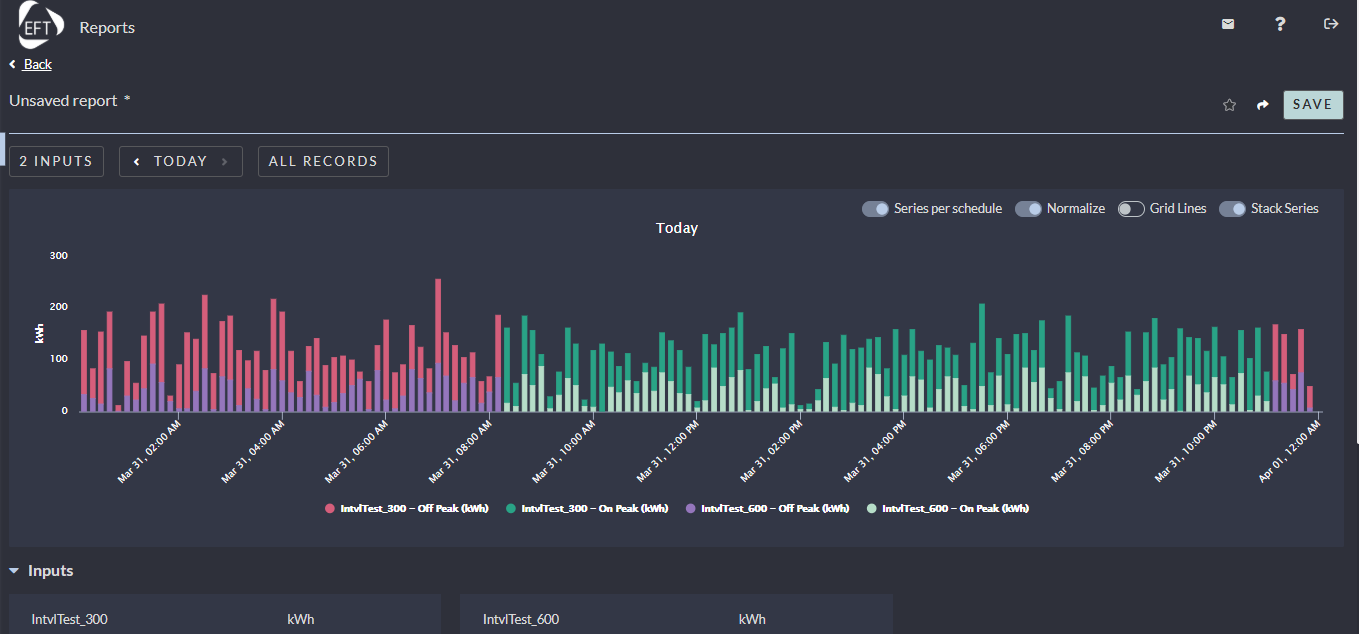 EFT
Reports
Back
Unsaved report *
SAVE
2 INPUTS
TODAY
ALL RECORDS
Series per schedule
Normalize
Grid Lines
Stack Series
Today
300
200
100
0
kWh
Mar 31, 02:00 AM
Mar 31, 04:00 AM
Mar 31, 06:00 AM
Mar 31, 08:00 AM
Mar 31, 10:00 AM
Mar 31, 12:00 PM
Mar 31, 02:00 PM
Mar 31, 04:00 PM
Mar 31, 06:00 PM
Mar 31, 08:00 PM
Mar 31, 10:00 PM
Apr 01, 12:00 AM
IntvlTest_300 – Off Peak (kWh)
IntvlTest_300 – On Peak (kWh)
IntvlTest_600 – Off Peak (kWh)
IntvlTest_600 – On Peak (kWh)
Inputs
IntvlTest_300
kWh
IntvlTest_600
kWh